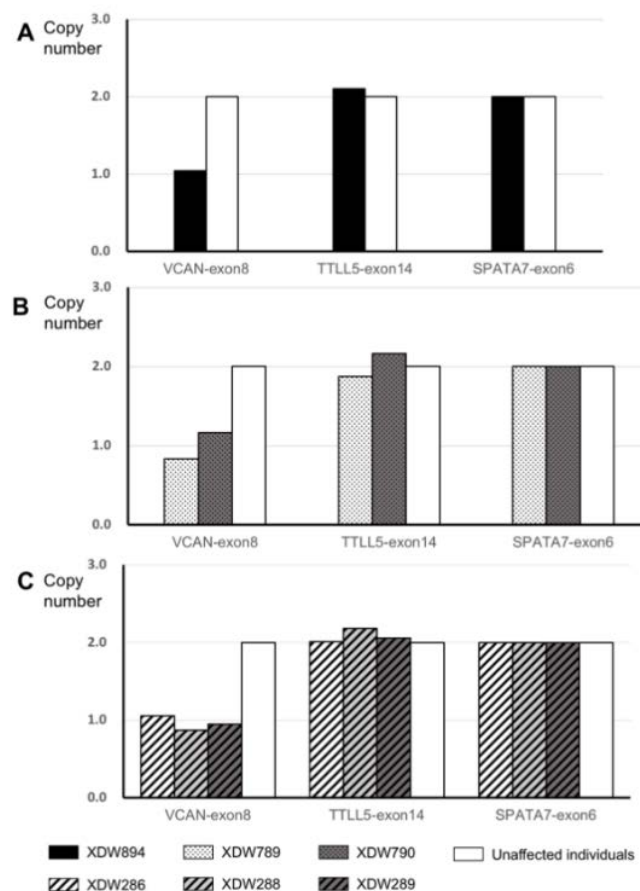 A Copy number
3.0
2.0
1.0
0.0
VCAN-exon8 TTLL5-exon14 SPATA7-exon6
B Copy number
3.0
2.0
1.0
0.0
VCAN-exon8 TTLL5-exon14 SPATA7-exon6
C Copy number
3.0
2.0
1.0
0.0
VCAN-exon8 TTLL5-exon14 SPATA7-exon6
XDW894 XDW789 XDW790 Unaffected individuals
XDW286 XDW288 XDW289